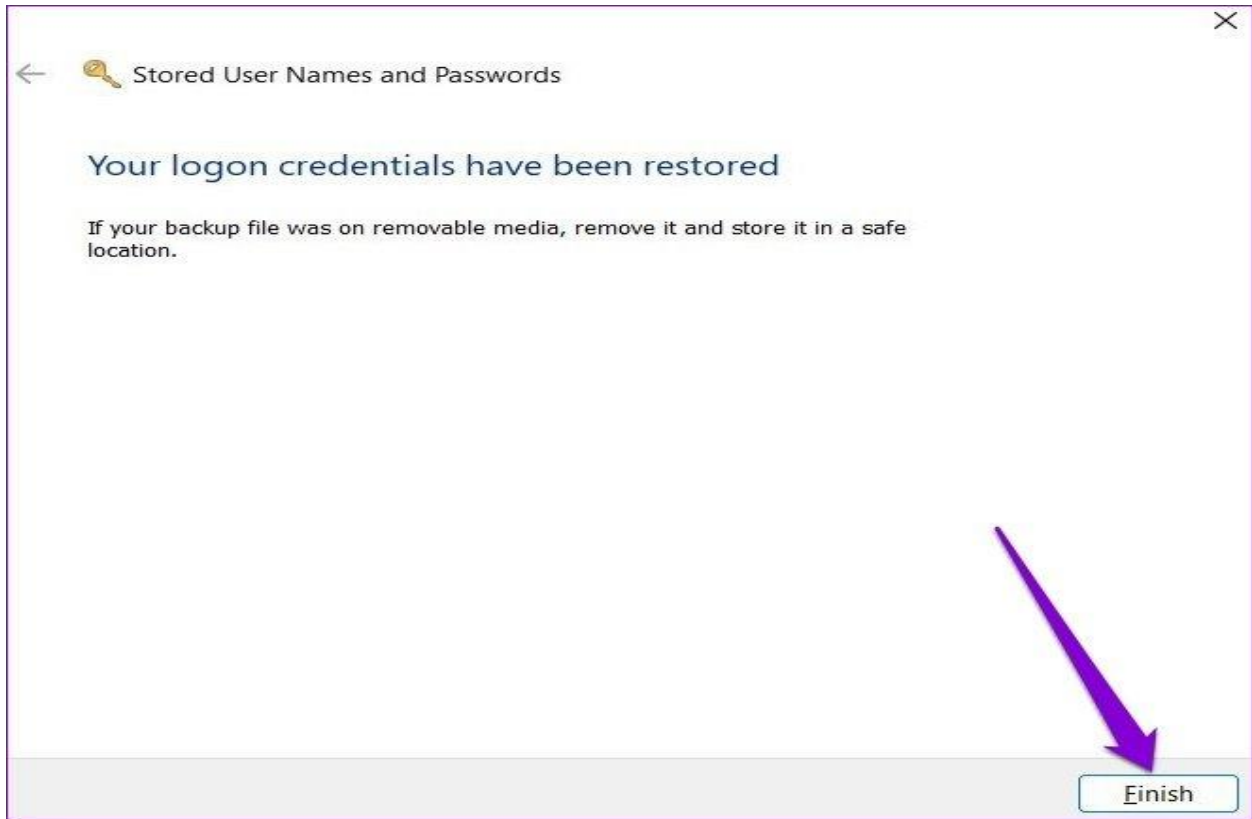 Stored User Names and Passwords
Your logon credentials have been restored
If your backup file was on removable media, remove it and store it in a safe
location.
Finish